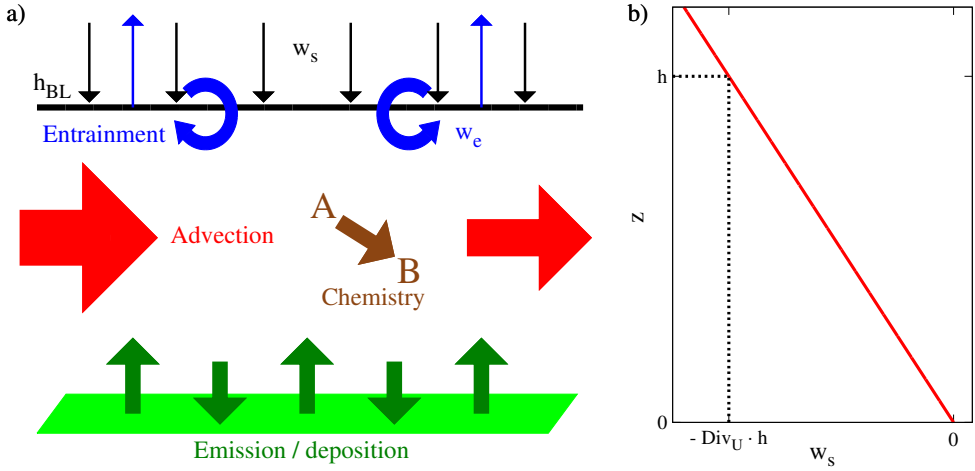 a)
w_s
h_BL
Entrainment
w_e
Advection
A
B
Chemistry
Emission / deposition
b)
h
z
0
- Div_U · h
0
w_s